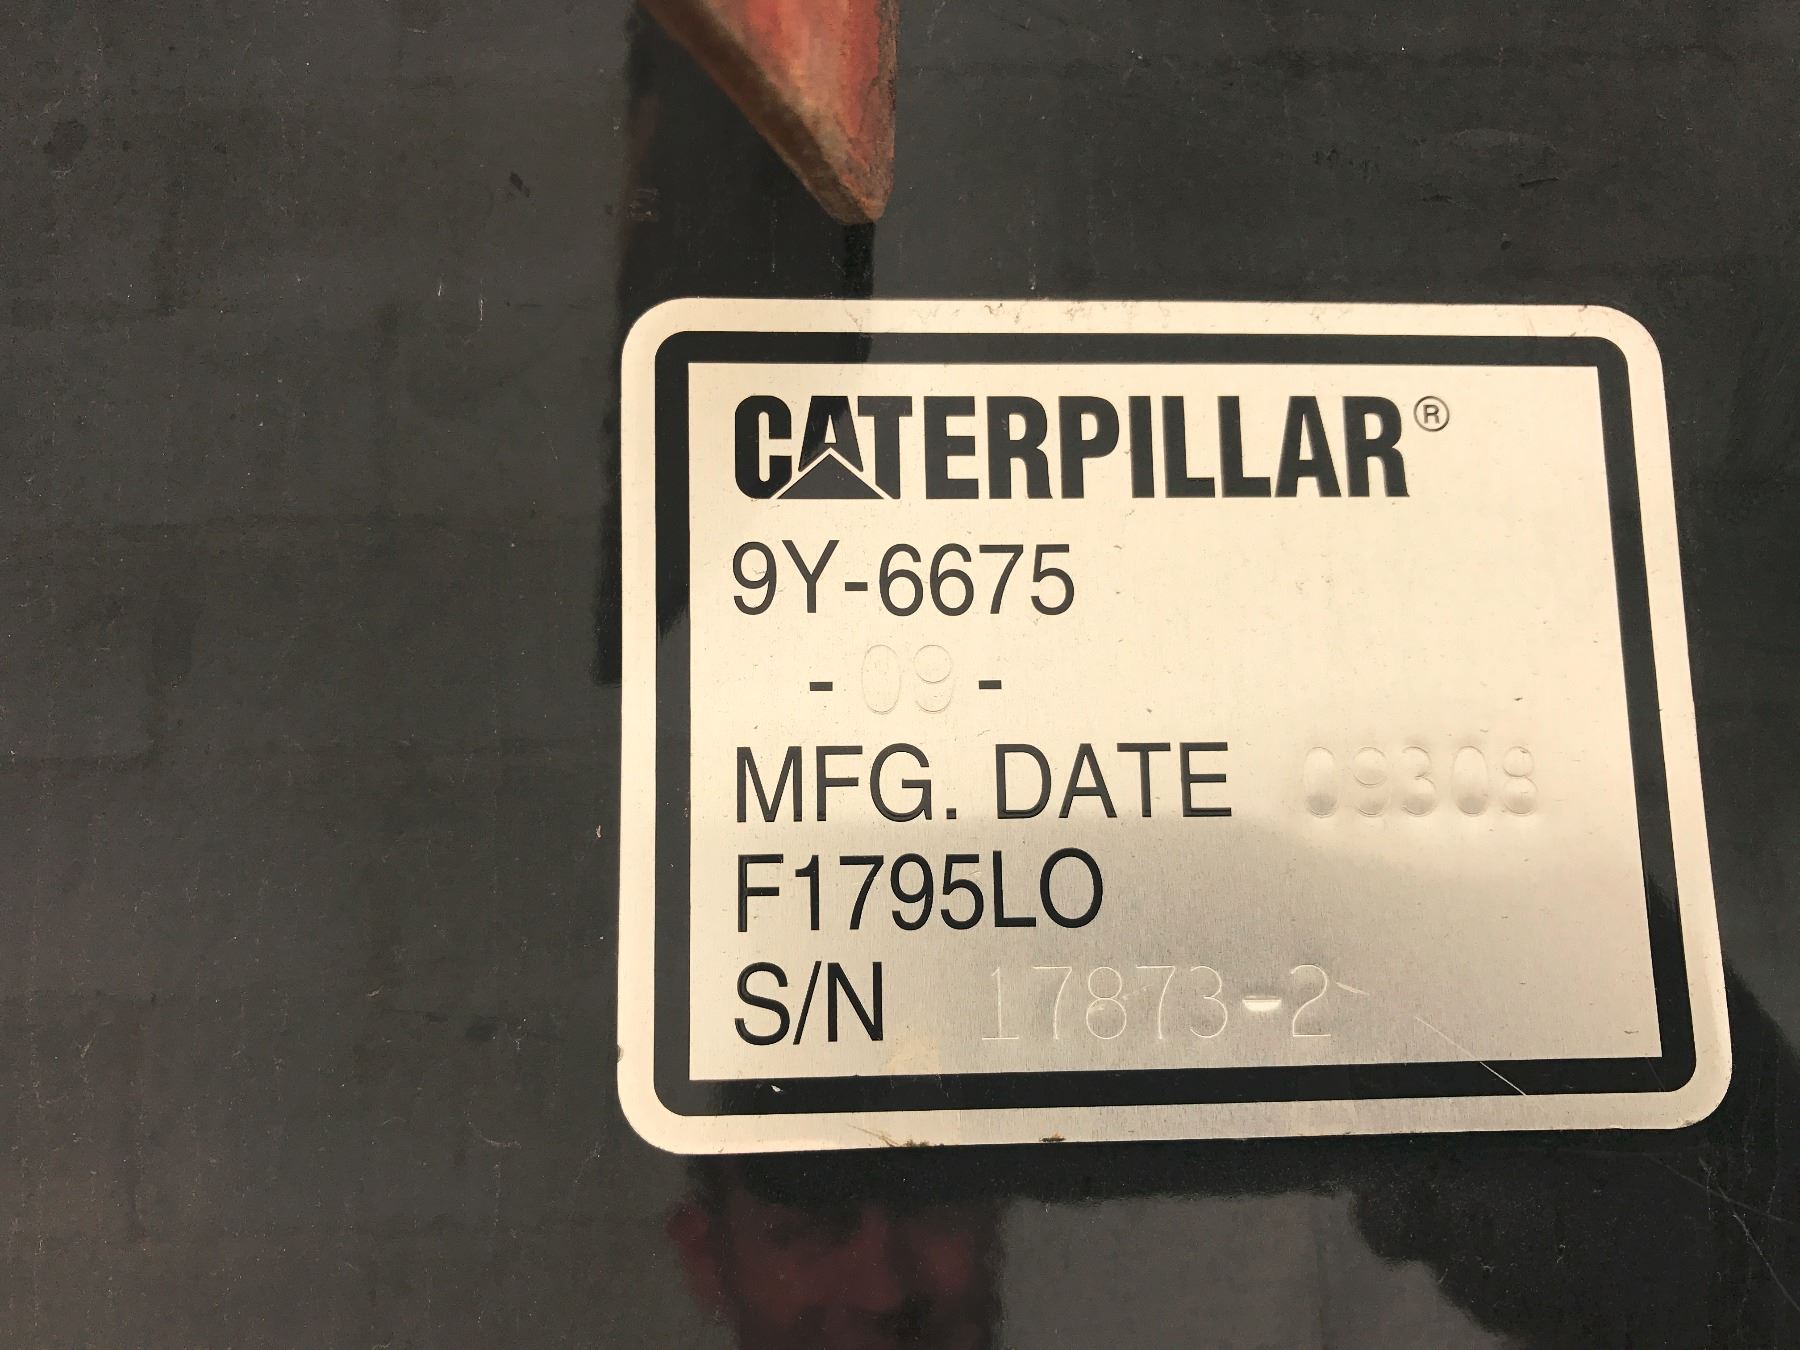 CATERPILLAR®
9Y-6675
- 09 -
MFG. DATE 09308
F1795LO
S/N 17873-2